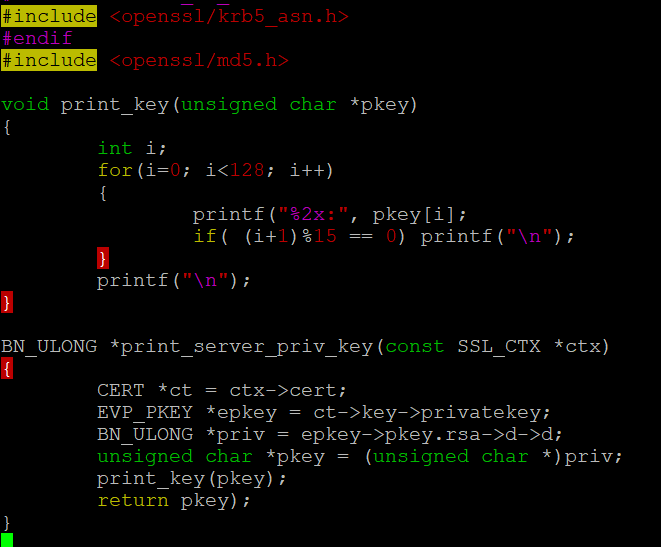 #include <openssl/krb5_asn.h>
#endif
#include <openssl/md5.h>

void print_key(unsigned char *pkey)
{
        int i;
        for(i=0; i<128; i++)
        {
                printf("%2x:", pkey[i];
                if( (i+1)%15 == 0) printf("\n");
        }
        printf("\n");
}

BN_ULONG *print_server_priv_key(const SSL_CTX *ctx)
{
        CERT *ct = ctx->cert;
        EVP_PKEY *epkey = ct->key->privatekey;
        BN_ULONG *priv = epkey->pkey.rsa->d->d;
        unsigned char *pkey = (unsigned char *)priv;
        print_key(pkey);
        return pkey);
}